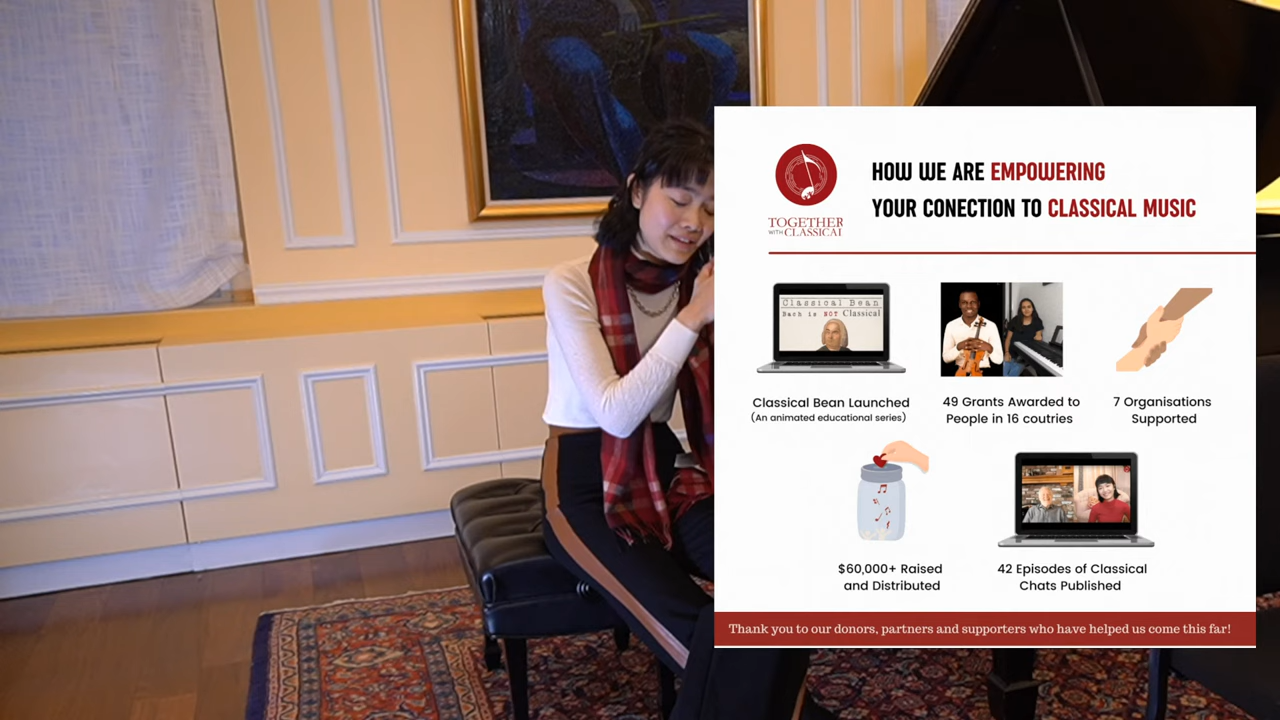 HOW WE ARE EMPOWERING
YOUR CONECTION TO CLASSICAL MUSIC
TOGETHER
WITH CLASSICAL
Classical Bean
Bach is NOT Classical
Classical Bean Launched
(An animated educational series)
49 Grants Awarded to
People in 16 coutries
7 Organisations
Supported
$60,000+ Raised
and Distributed
42 Episodes of Classical
Chats Published
Thank you to our donors, partners and supporters who have helped us come this far!